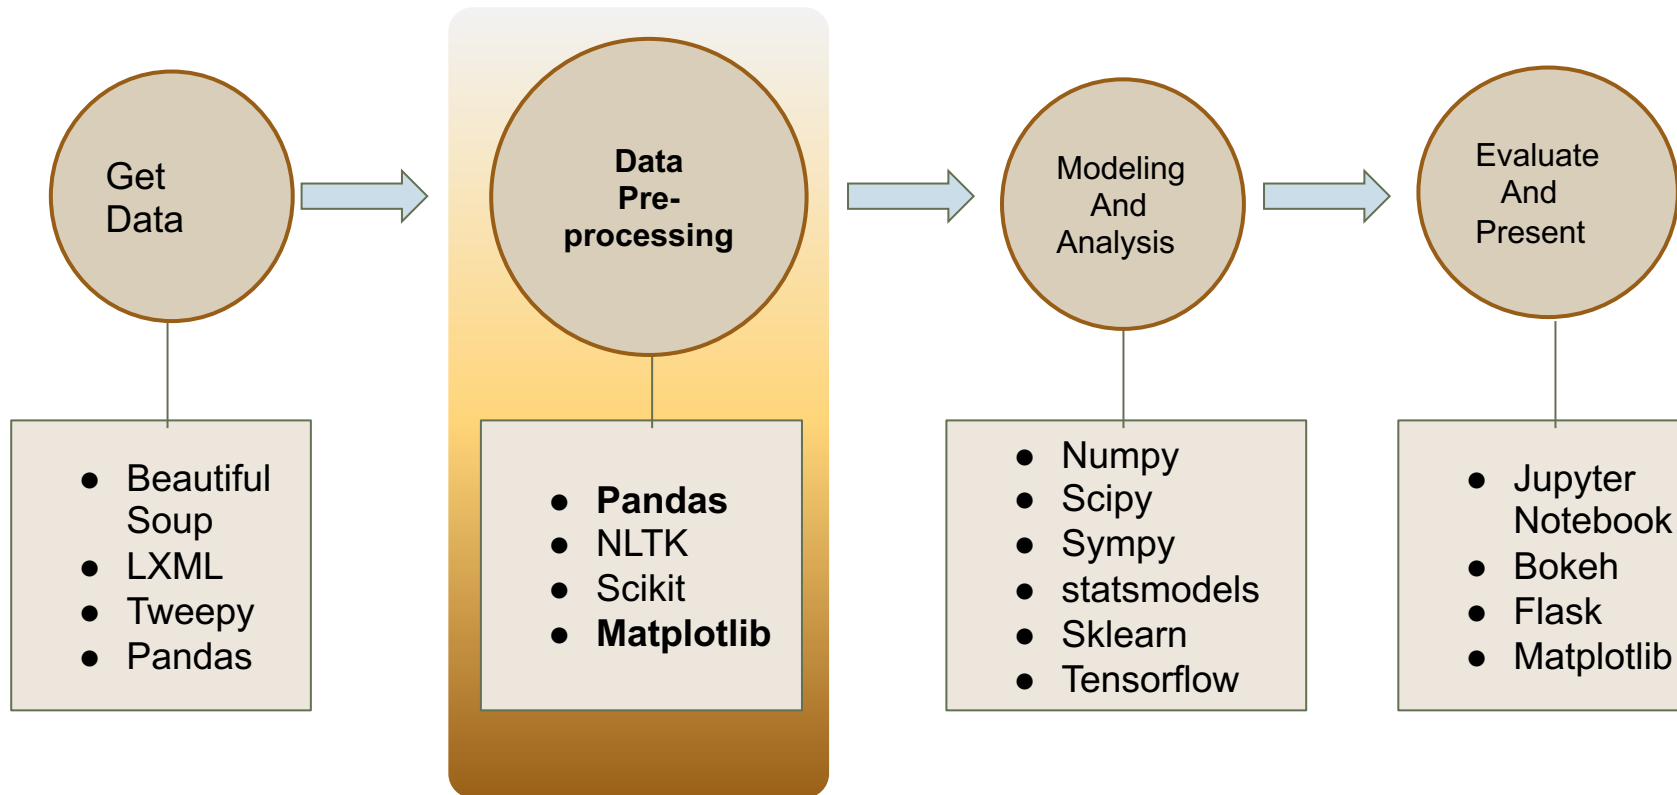 Get
Data
Data
Pre-
processing
Modeling
And
Analysis
Evaluate
And
Present
● Beautiful
Soup
● LXML
● Tweepy
● Pandas
● Pandas
● NLTK
● Scikit
● Matplotlib
● Numpy
● Scipy
● Sympy
● statsmodels
● Sklearn
● Tensorflow
● Jupyter
Notebook
● Bokeh
● Flask
● Matplotlib